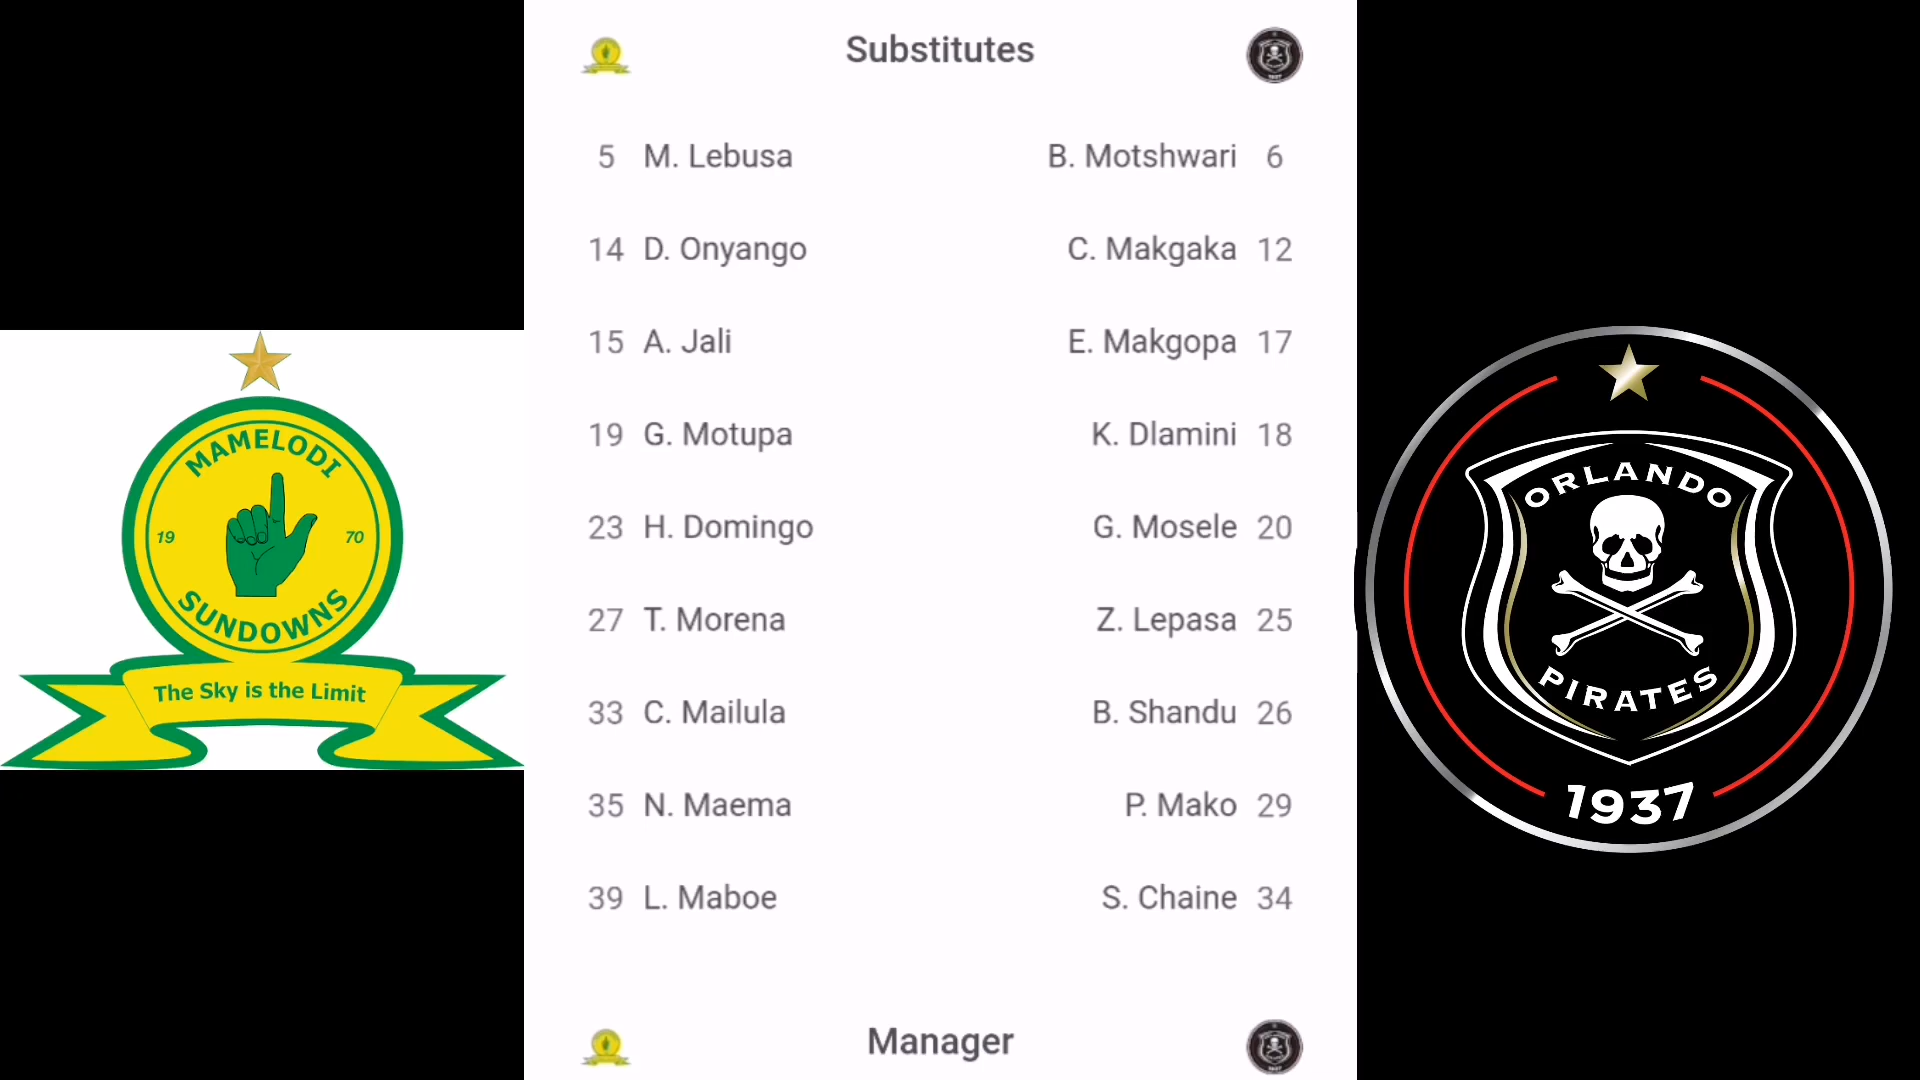 Substitutes
5 M. Lebusa B. Motshwari 6
14 D. Onyango C. Makgaka 12
15 A. Jali E. Makgopa 17
19 G. Motupa K. Dlamini 18
23 H. Domingo G. Mosele 20
27 T. Morena Z. Lepasa 25
33 C. Mailula B. Shandu 26
35 N. Maema P. Mako 29
39 L. Maboe S. Chaine 34
Manager
MAMELODI
19 70
SUNDOWNS
The Sky is the Limit
ORLANDO
PIRATES
1937